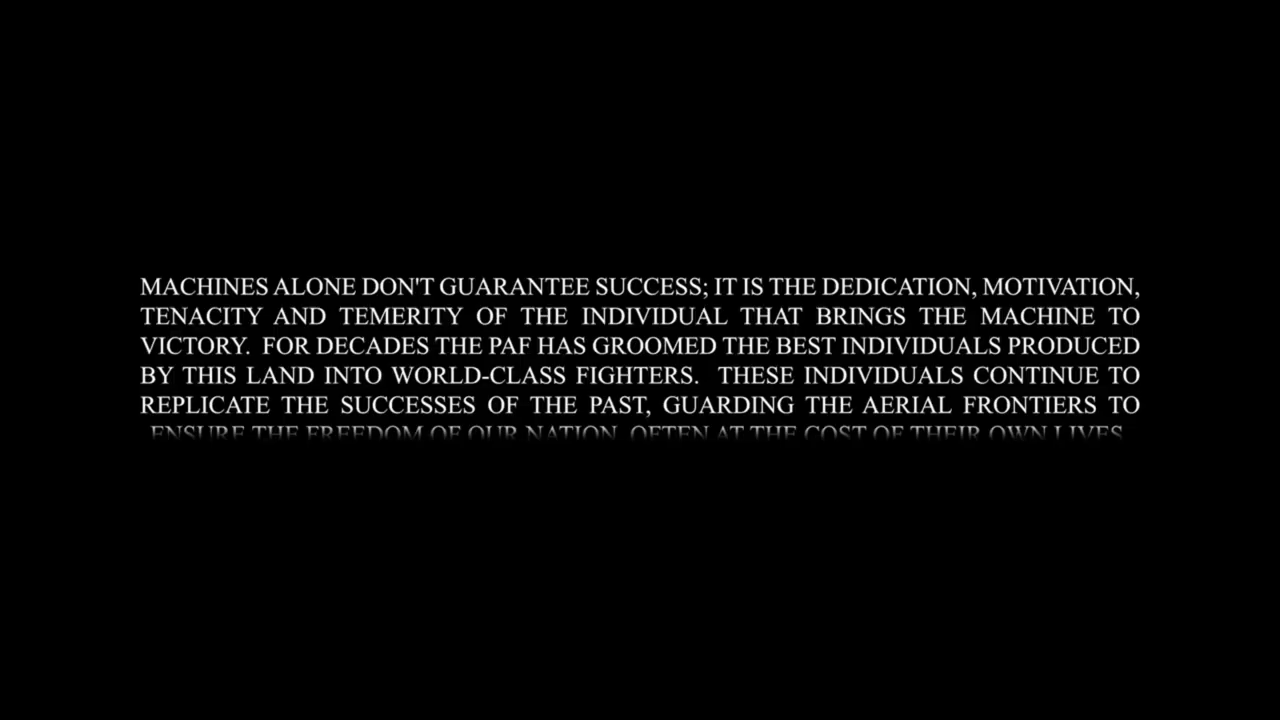 MACHINES ALONE DON'T GUARANTEE SUCCESS; IT IS THE DEDICATION, MOTIVATION,
TENACITY AND TEMERITY OF THE INDIVIDUAL THAT BRINGS THE MACHINE TO
VICTORY. FOR DECADES THE PAF HAS GROOMED THE BEST INDIVIDUALS PRODUCED
BY THIS LAND INTO WORLD-CLASS FIGHTERS. THESE INDIVIDUALS CONTINUE TO
REPLICATE THE SUCCESSES OF THE PAST, GUARDING THE AERIAL FRONTIERS TO
ENSURE THE FREEDOM OF OUR NATION, OFTEN AT THE COST OF THEIR OWN LIVES